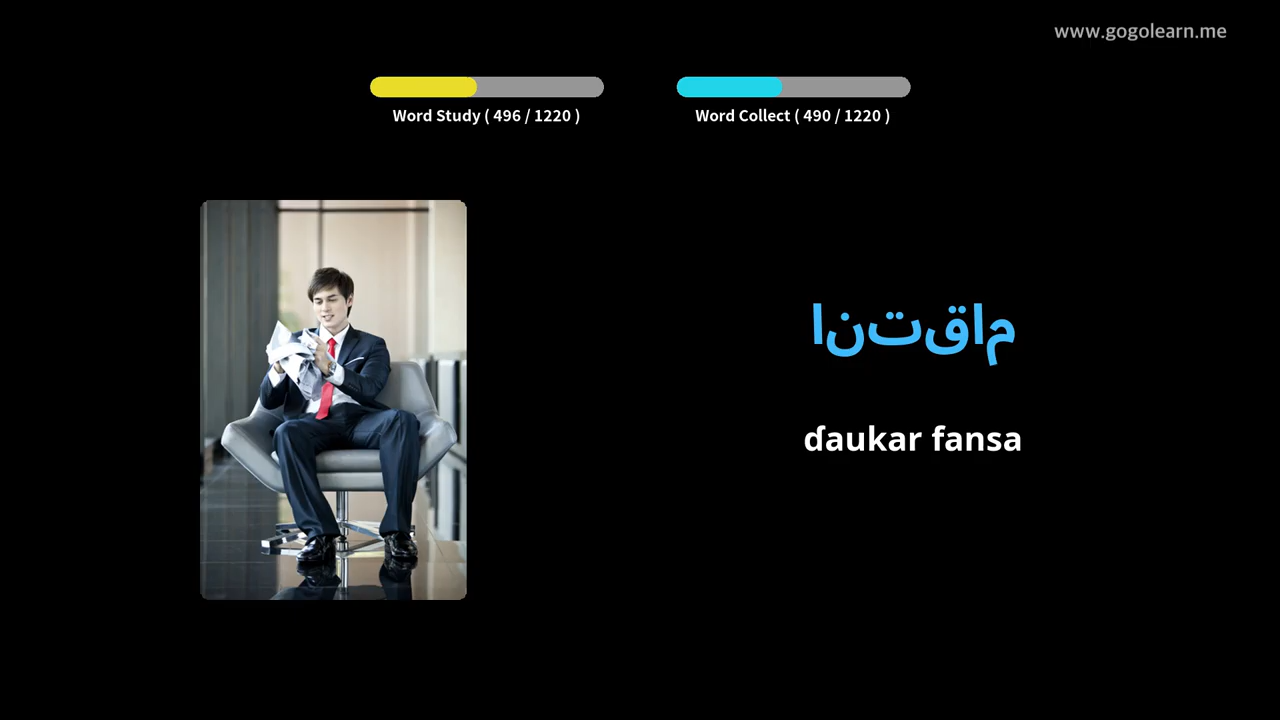 www.gogolearn.me
Word Study ( 496 / 1220 )
Word Collect ( 490 / 1220 )
انتقام
ɗaukar fansa